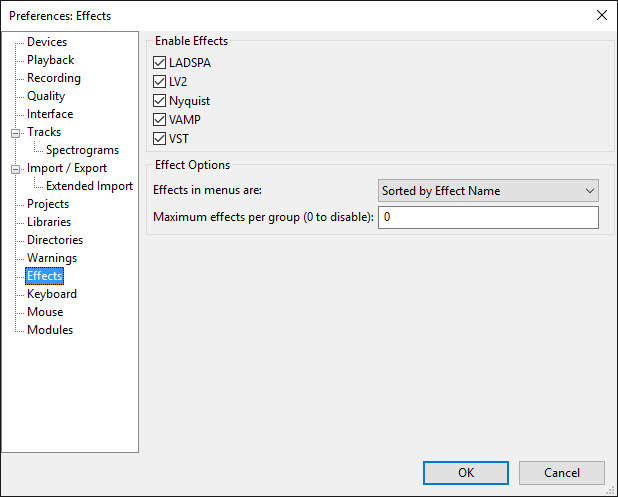 Preferences: Effects
Devices
Playback
Recording
Quality
Interface
Tracks
Spectrograms
Import / Export
Extended Import
Projects
Libraries
Directories
Warnings
Effects
Keyboard
Mouse
Modules
Enable Effects
LADSPA
LV2
Nyquist
VAMP
VST
Effect Options
Effects in menus are: Sorted by Effect Name
Maximum effects per group (0 to disable): 0
OK Cancel